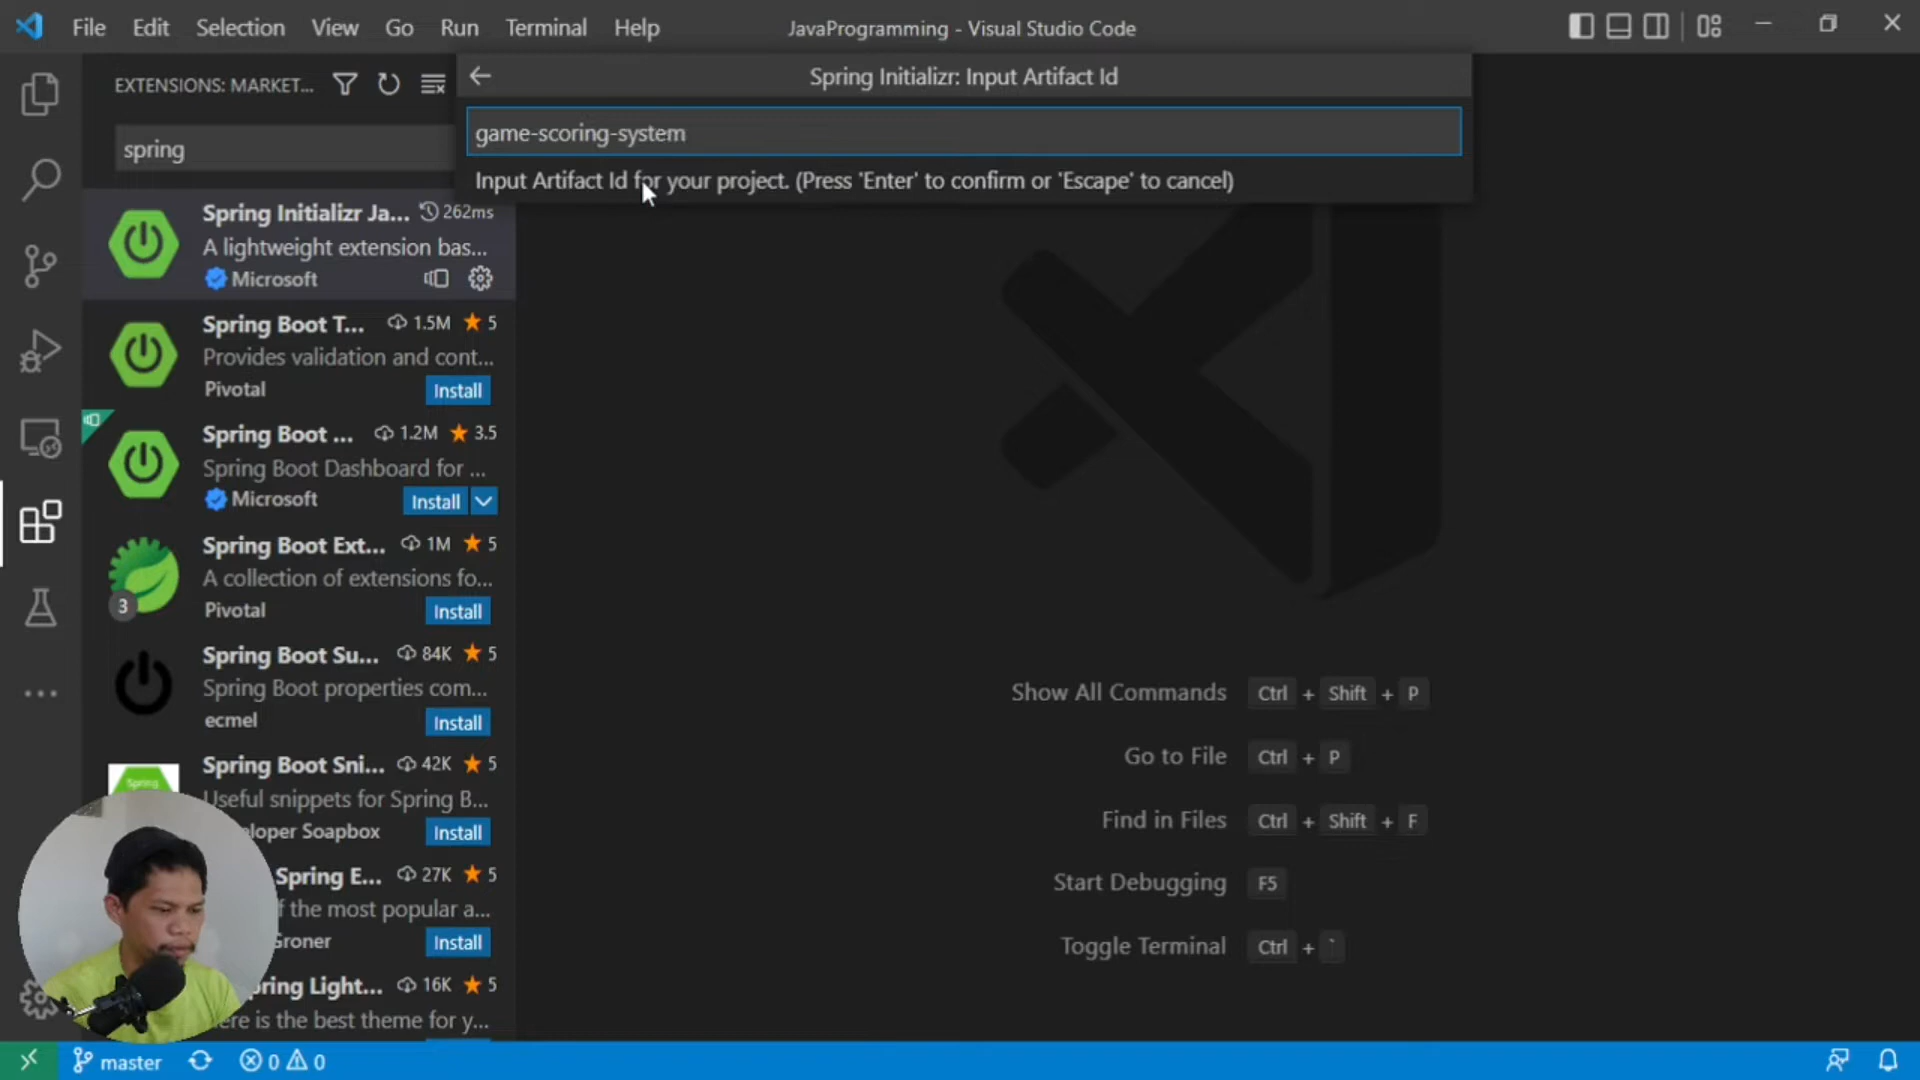 File Edit Selection View Go Run Terminal Help
JavaProgramming - Visual Studio Code
EXTENSIONS: MARKET...
spring
Spring Initializr: Input Artifact Id
game-scoring-system
Input Artifact Id for your project. (Press 'Enter' to confirm or 'Escape' to cancel)
Spring Initializr Ja... 262ms
A lightweight extension bas...
Microsoft
Spring Boot T... 1.5M 5
Provides validation and cont...
Pivotal Install
Spring Boot ... 1.2M 3.5
Spring Boot Dashboard for ...
Microsoft Install
Spring Boot Ext... 1M 5
A collection of extensions fo...
3 Pivotal Install
Spring Boot Su... 84K 5
Spring Boot properties com...
ecmel Install
Spring Boot Sni... 42K 5
Spring
Useful snippets for Spring B...
eloper Soapbox Install
Spring E... 27K 5
f the most popular a...
Groner Install
pring Light... 16K 5
ere is the best theme for y...
Show All Commands Ctrl + Shift + P
Go to File Ctrl + P
Find in Files Ctrl + Shift + F
Start Debugging F5
Toggle Terminal Ctrl + `
master 0 0